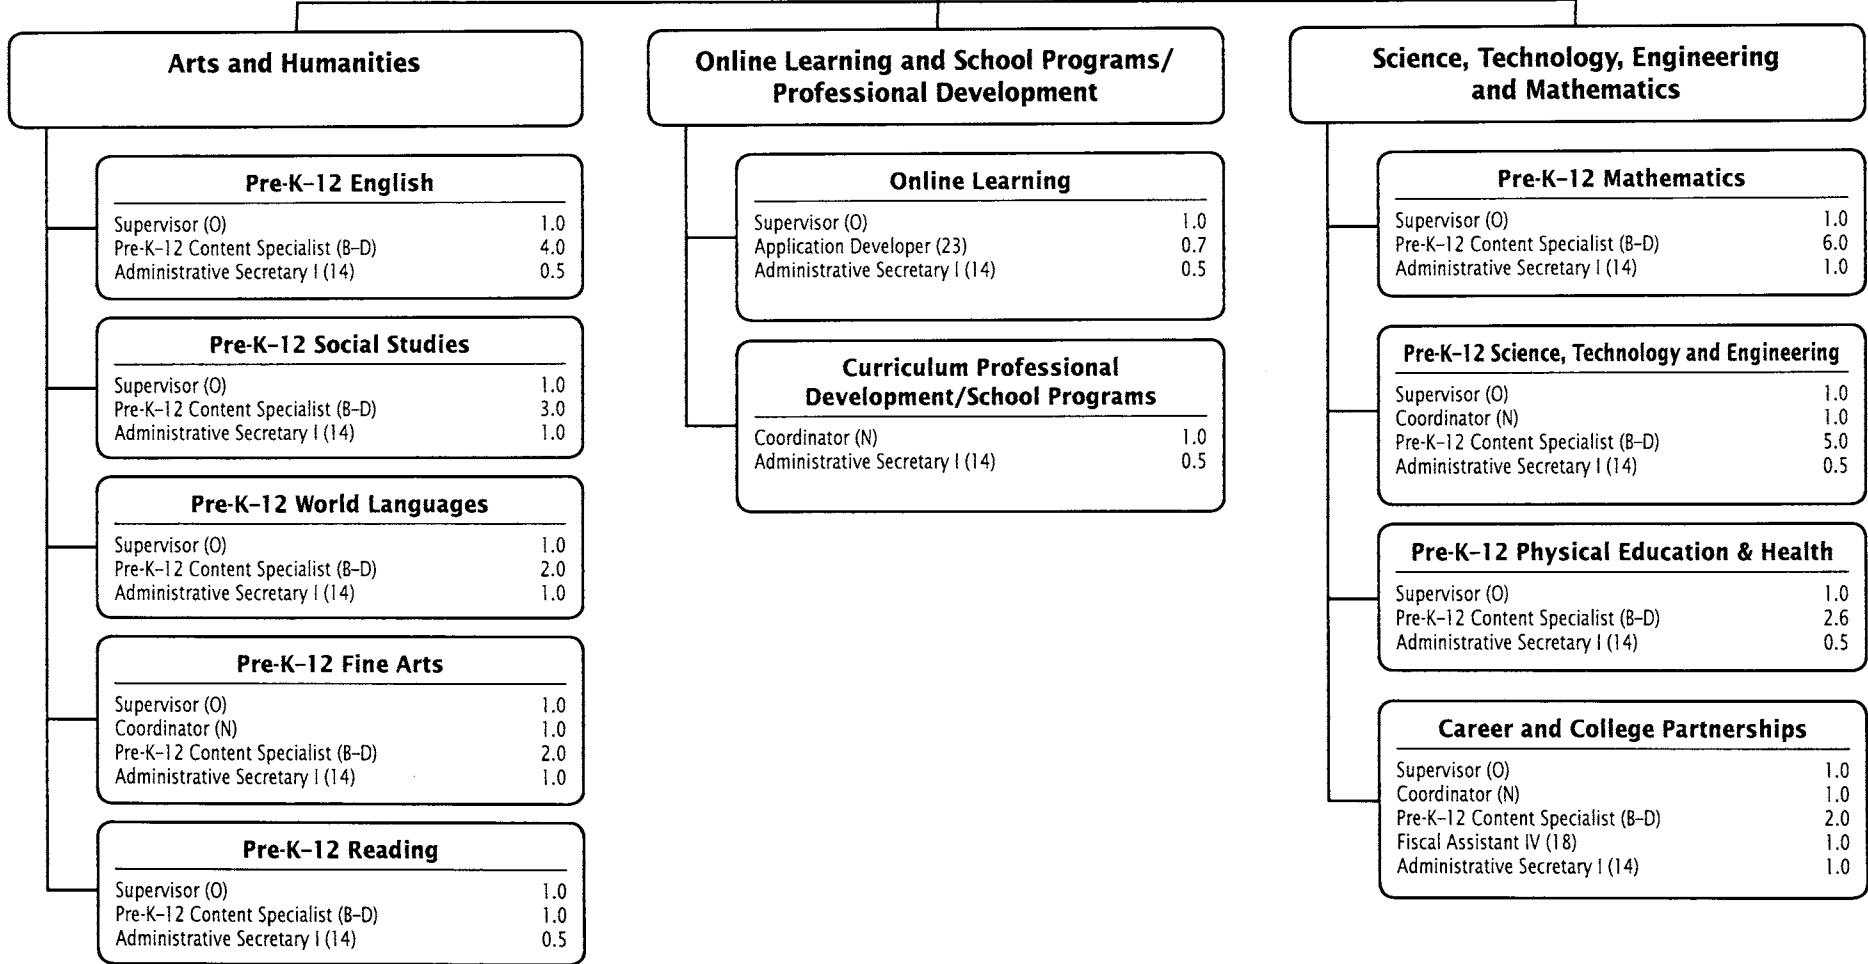 Arts and Humanities
Pre-K–12 English
Supervisor (O) 1.0
Pre-K–12 Content Specialist (B–D) 4.0
Administrative Secretary I (14) 0.5
Pre-K–12 Social Studies
Supervisor (O) 1.0
Pre-K–12 Content Specialist (B–D) 3.0
Administrative Secretary I (14) 1.0
Pre-K–12 World Languages
Supervisor (O) 1.0
Pre-K–12 Content Specialist (B–D) 2.0
Administrative Secretary I (14) 1.0
Pre-K–12 Fine Arts
Supervisor (O) 1.0
Coordinator (N) 1.0
Pre-K–12 Content Specialist (B–D) 2.0
Administrative Secretary I (14) 1.0
Pre-K–12 Reading
Supervisor (O) 1.0
Pre-K–12 Content Specialist (B–D) 1.0
Administrative Secretary I (14) 0.5
Online Learning and School Programs/
Professional Development
Online Learning
Supervisor (O) 1.0
Application Developer (23) 0.7
Administrative Secretary I (14) 0.5
Curriculum Professional
Development/School Programs
Coordinator (N) 1.0
Administrative Secretary I (14) 0.5
Science, Technology, Engineering
and Mathematics
Pre-K–12 Mathematics
Supervisor (O) 1.0
Pre-K–12 Content Specialist (B–D) 6.0
Administrative Secretary I (14) 1.0
Pre-K–12 Science, Technology and Engineering
Supervisor (O) 1.0
Coordinator (N) 1.0
Pre-K–12 Content Specialist (B–D) 5.0
Administrative Secretary I (14) 0.5
Pre-K–12 Physical Education & Health
Supervisor (O) 1.0
Pre-K–12 Content Specialist (B–D) 2.6
Administrative Secretary I (14) 0.5
Career and College Partnerships
Supervisor (O) 1.0
Coordinator (N) 1.0
Pre-K–12 Content Specialist (B–D) 2.0
Fiscal Assistant IV (18) 1.0
Administrative Secretary I (14) 1.0